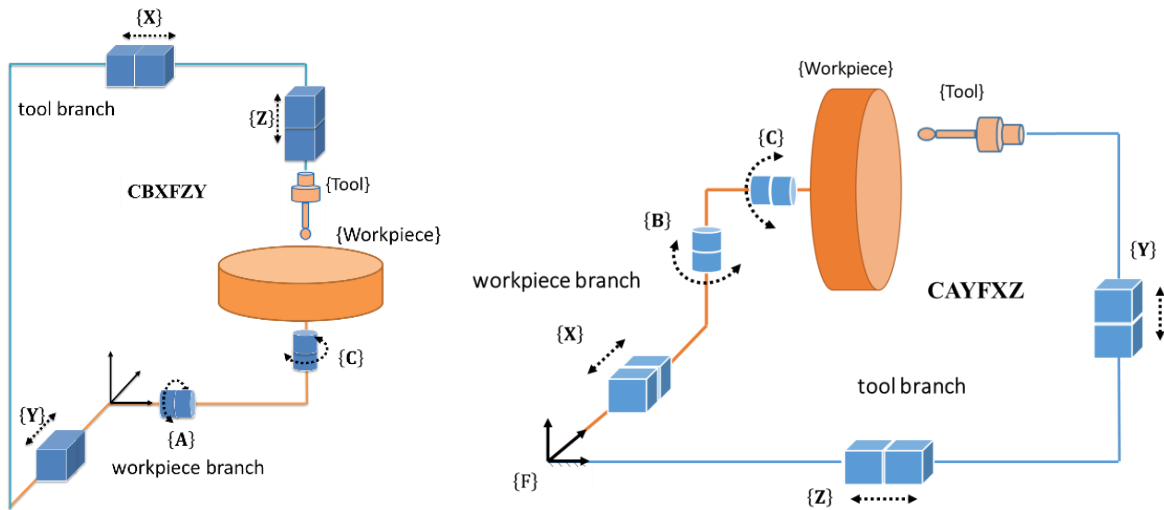 {X}
tool branch
{Z}
CBXFZY
{Tool}
{Workpiece}
{C}
{Y}
{A}
workpiece branch
{Workpiece}
{Tool}
{C}
{B}
{Y}
workpiece branch
CAYFXZ
{X}
tool branch
{F}
{Z}